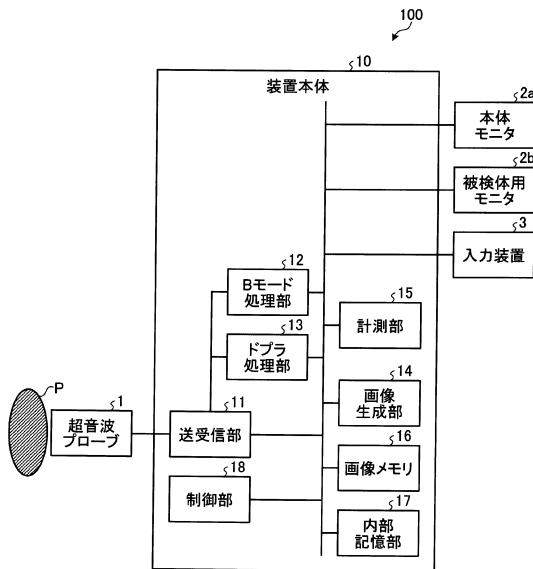 100
10
装置本体
2a
本体
モニタ
2b
被検体用
モニタ
3
入力装置
12
Bモード
処理部
15
計測部
13
ドプラ
処理部
14
画像
生成部
P
1
超音波
プローブ
11
送受信部
16
画像メモリ
18
制御部
17
内部
記憶部